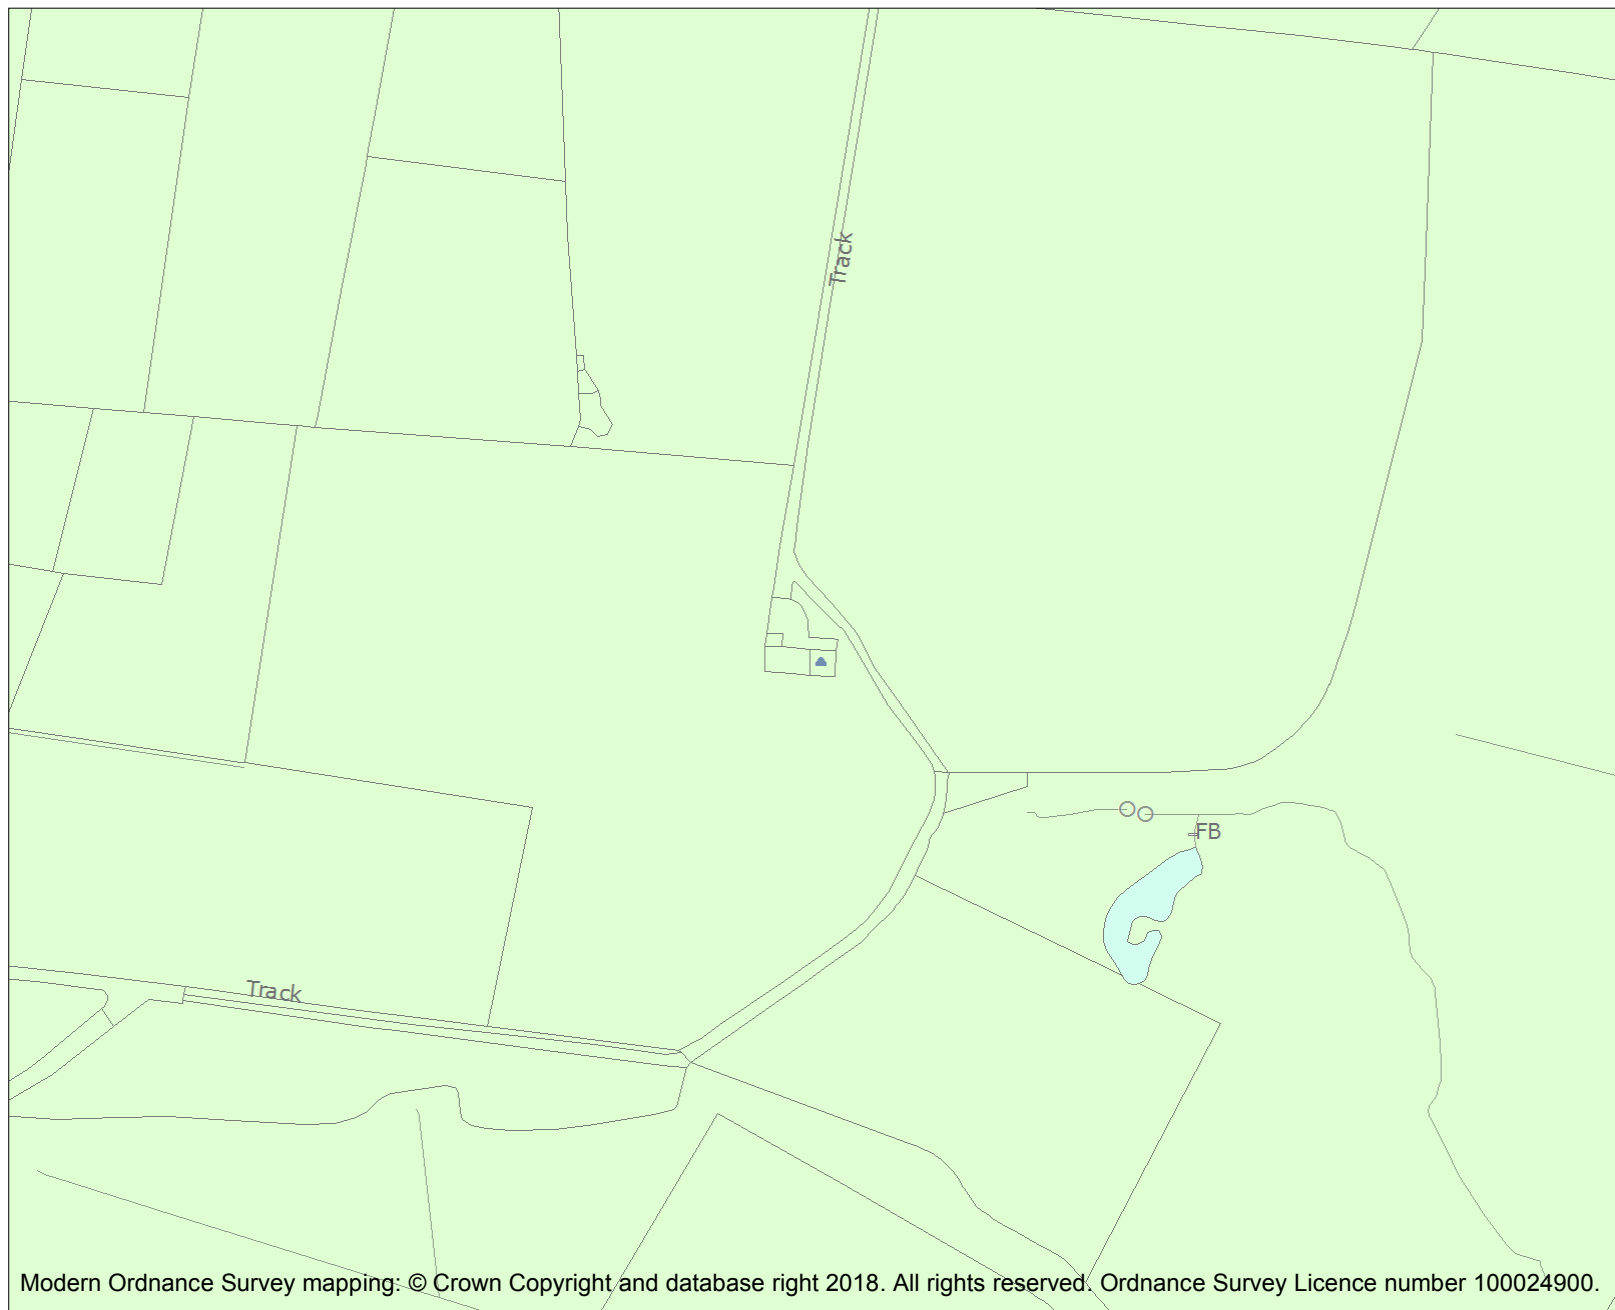 Track
FB
Track
Modern Ordnance Survey mapping: © Crown Copyright and database right 2018. All rights reserved. Ordnance Survey Licence number 100024900.